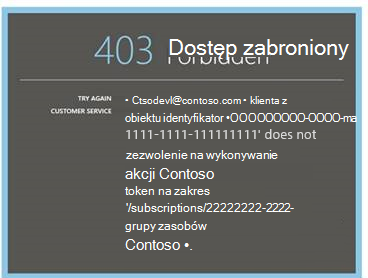 403 Dostęp zabroniony
Forbidden
TRY AGAIN
CUSTOMER SERVICE
• Ctsodevl@contoso.com • klienta z
obiektu identyfikator •OOOOOOOOO-OOOO-ma
1111-1111-111111111' does not
zezwolenie na wykonywanie
akcji Contoso
token na zakres
'/subscriptions/22222222-2222-
grupy zasobów
Contoso •.